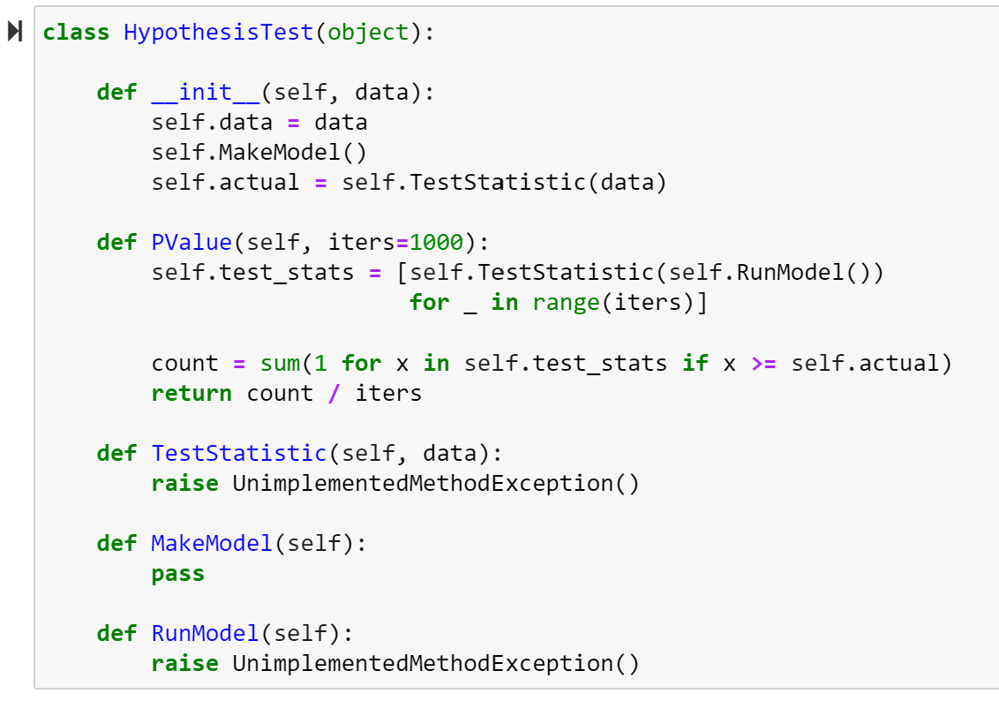 class HypothesisTest(object):
    def __init__(self, data):
        self.data = data
        self.MakeModel()
        self.actual = self.TestStatistic(data)
    def PValue(self, iters=1000):
        self.test_stats = [self.TestStatistic(self.RunModel())
                           for _ in range(iters)]
        count = sum(1 for x in self.test_stats if x >= self.actual)
        return count / iters
    def TestStatistic(self, data):
        raise UnimplementedMethodException()
    def MakeModel(self):
        pass
    def RunModel(self):
        raise UnimplementedMethodException()